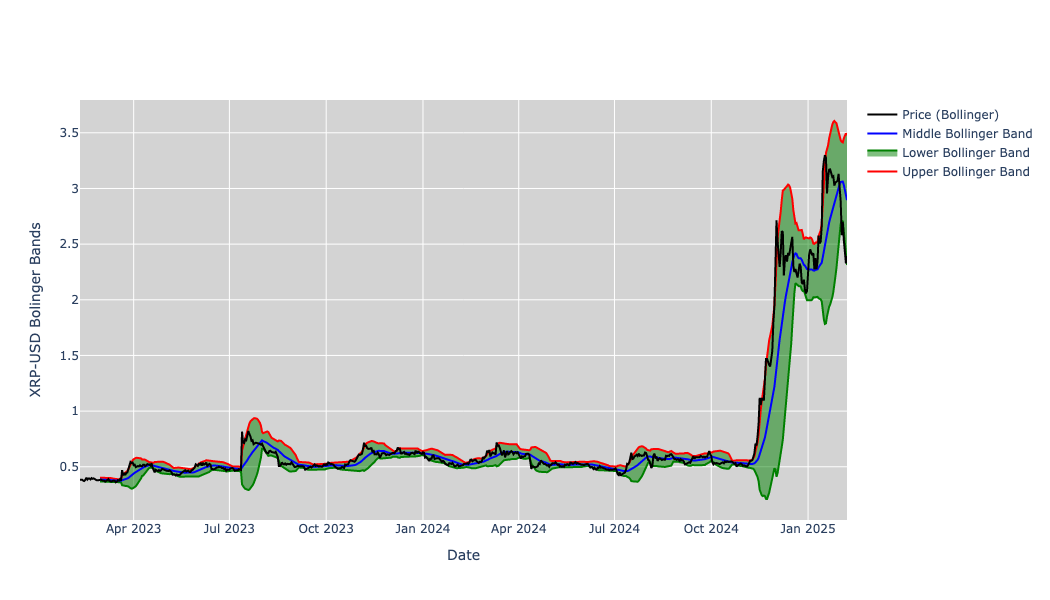 3.5
3
2.5
2
1.5
1
0.5
XRP-USD Bolinger Bands
Apr 2023
Jul 2023
Oct 2023
Jan 2024
Apr 2024
Jul 2024
Oct 2024
Jan 2025
Date
Price (Bollinger)
Middle Bollinger Band
Lower Bollinger Band
Upper Bollinger Band